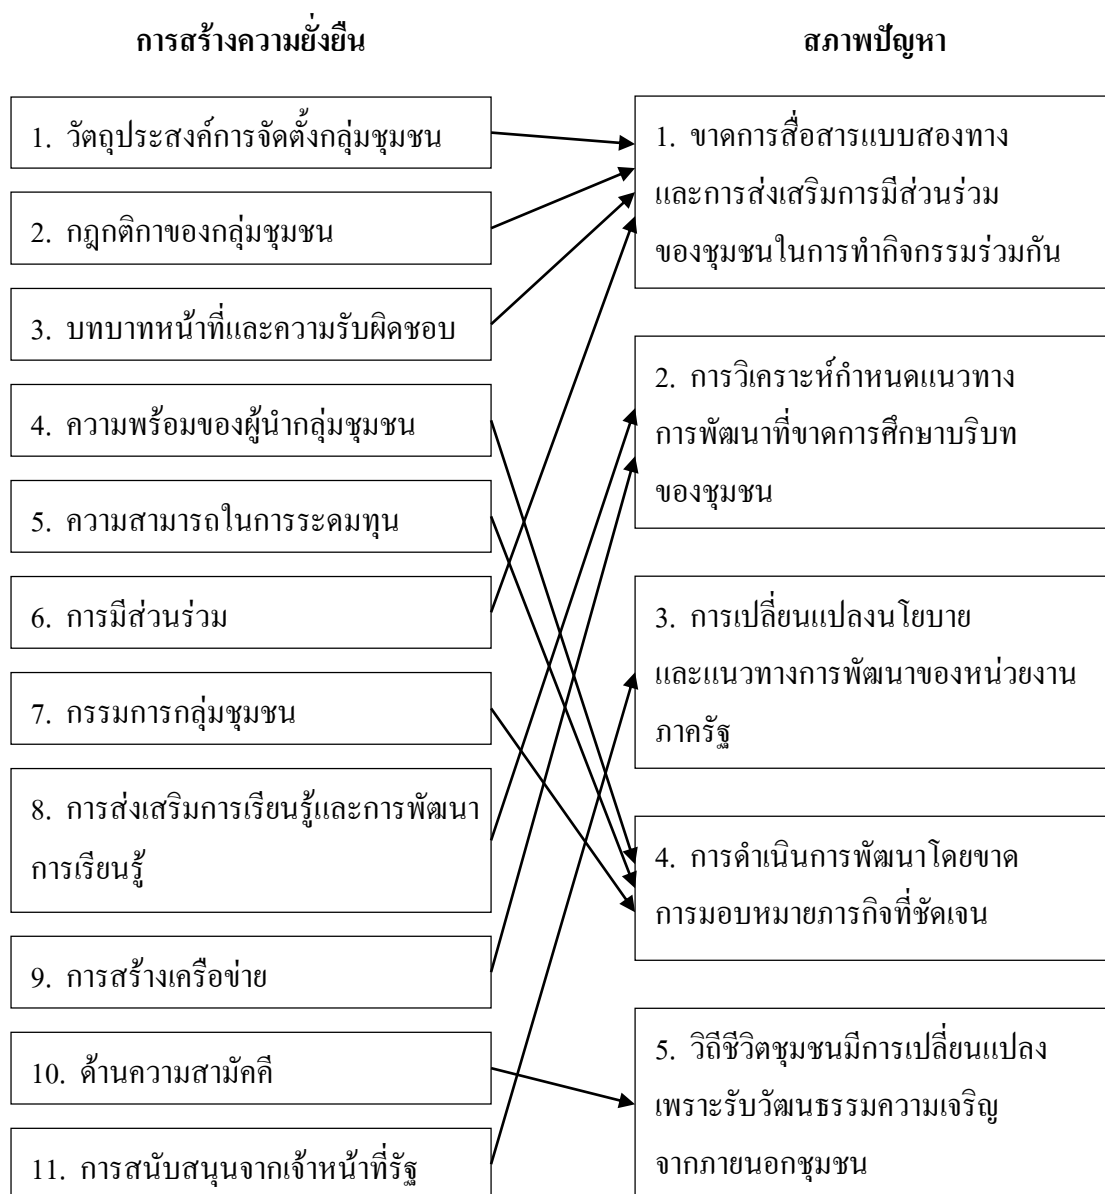 การสร้างความยั่งยืน
1. วัตถุประสงค์การจัดตั้งกลุ่มชุมชน
2. กฎกติกาของกลุ่มชุมชน
3. บทบาทหน้าที่และความรับผิดชอบ
4. ความพร้อมของผู้นำกลุ่มชุมชน
5. ความสามารถในการระดมทุน
6. การมีส่วนร่วม
7. กรรมการกลุ่มชุมชน
8. การส่งเสริมการเรียนรู้และการพัฒนา
การเรียนรู้
9. การสร้างเครือข่าย
10. ด้านความสามัคคี
11. การสนับสนุนจากเจ้าหน้าที่รัฐ
สภาพปัญหา
1. ขาดการสื่อสารแบบสองทาง
และการส่งเสริมการมีส่วนร่วม
ของชุมชนในการทำกิจกรรมร่วมกัน
2. การวิเคราะห์กำหนดแนวทาง
การพัฒนาที่ขาดการศึกษาบริบท
ของชุมชน
3. การเปลี่ยนแปลงนโยบาย
และแนวทางการพัฒนาของหน่วยงาน
ภาครัฐ
4. การดำเนินการพัฒนาโดยขาด
การมอบหมายภารกิจที่ชัดเจน
5. วิถีชีวิตชุมชนมีการเปลี่ยนแปลง
เพราะรับวัฒนธรรมความเจริญ
จากภายนอกชุมชน